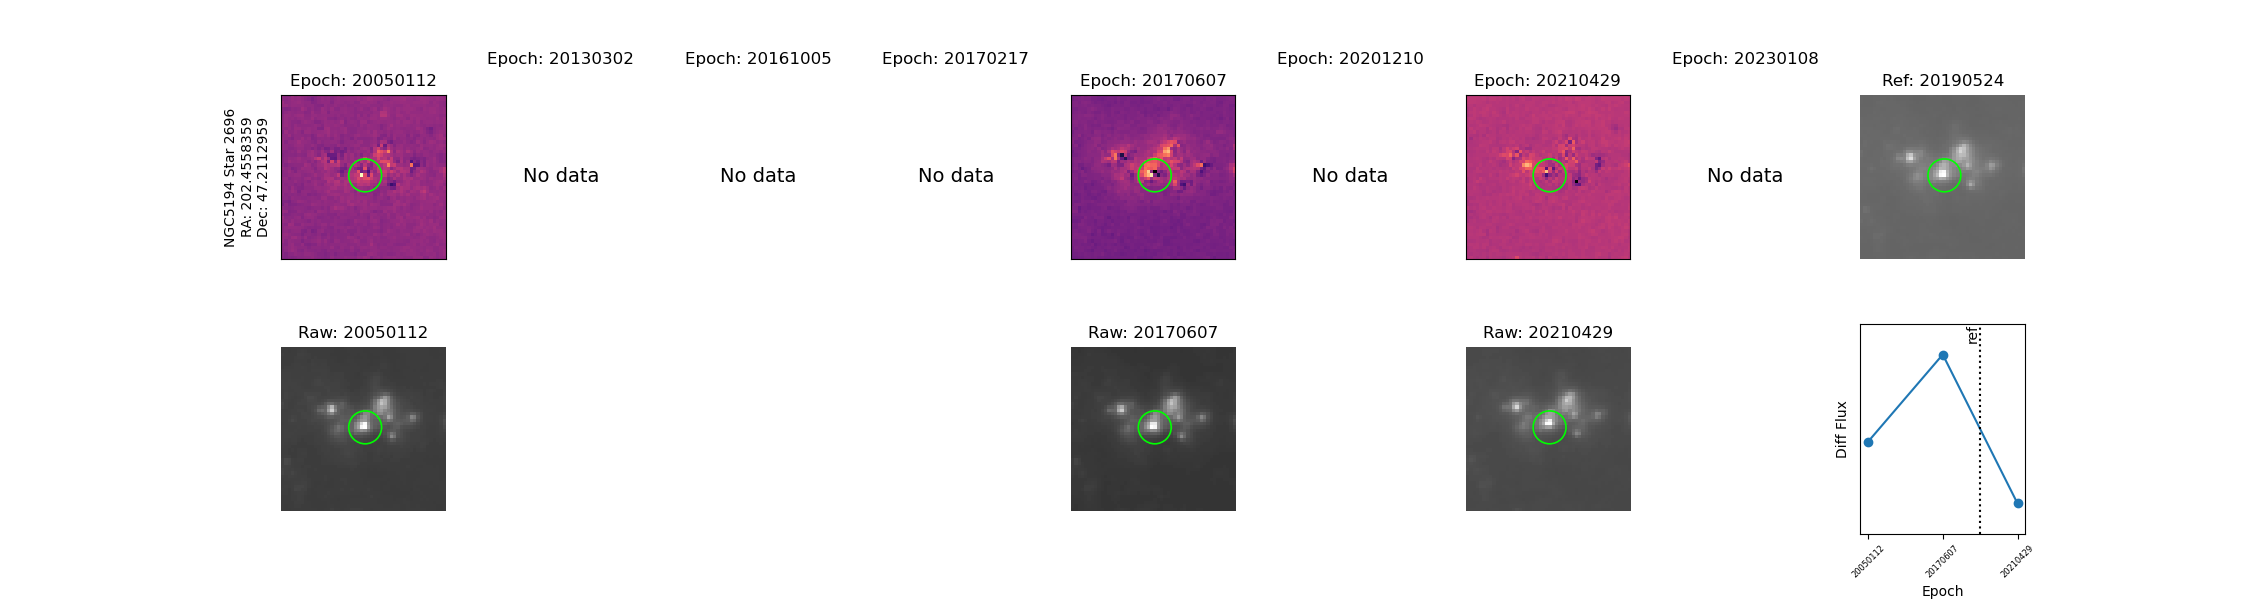 Epoch: 20130302
Epoch: 20161005
Epoch: 20170217
Epoch: 20201210
Epoch: 20230108
Epoch: 20050112
Epoch: 20170607
Epoch: 20210429
Ref: 20190524
NGC5194 Star 2696
RA: 202.4558359
Dec: 47.2112959
No data
No data
No data
No data
No data
Raw: 20050112
Raw: 20170607
Raw: 20210429
ref
Diff Flux
20050112
20170607
20210429
Epoch